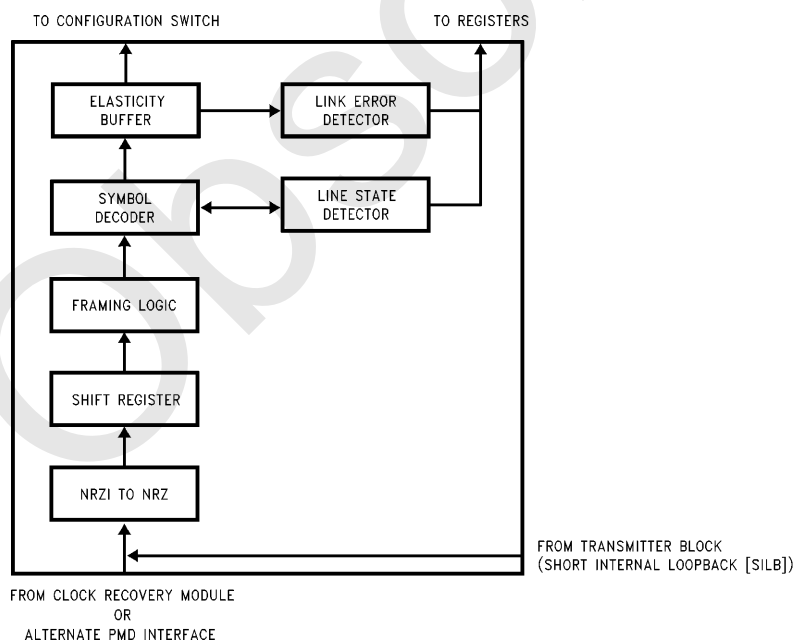 TO CONFIGURATION SWITCH
TO REGISTERS
ELASTICITY
BUFFER
LINK ERROR
DETECTOR
SYMBOL
DECODER
LINE STATE
DETECTOR
FRAMING LOGIC
SHIFT REGISTER
NRZI TO NRZ
FROM TRANSMITTER BLOCK
(SHORT INTERNAL LOOPBACK [SILB])
FROM CLOCK RECOVERY MODULE
OR
ALTERNATE PMD INTERFACE
Obso